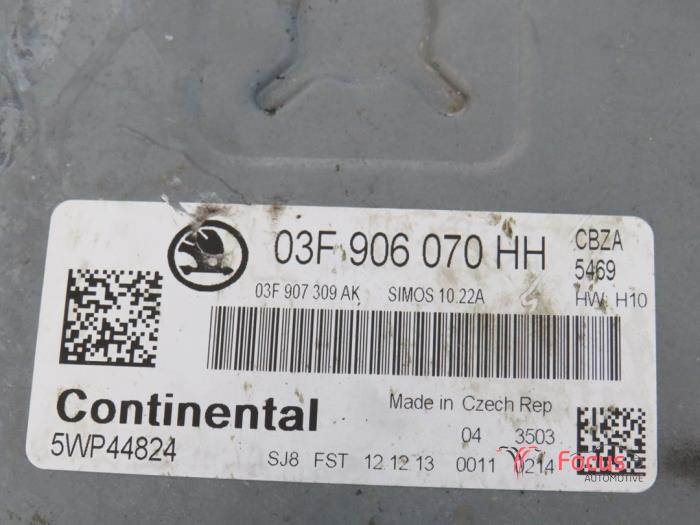 03F 906 070 HH CBZA
5469
03F 907 309 AK SIMOS 10.22A HW: H10
Continental
Made in Czech Rep
5WP44824
04 3503
SJ8 FST 12 12 13 0011 0214
Focus
AUTOMOTIVE